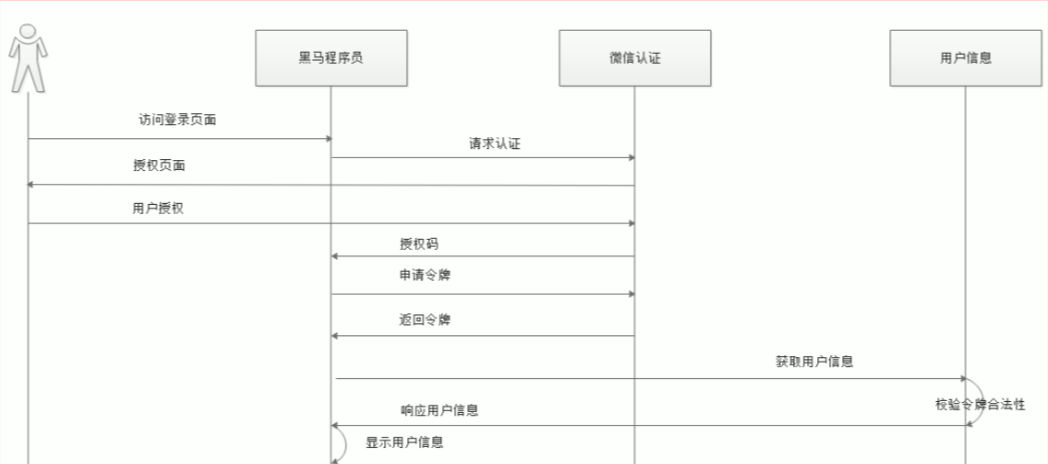 黑马程序员
微信认证
用户信息
访问登录页面
请求认证
授权页面
用户授权
授权码
申请令牌
返回令牌
获取用户信息
校验令牌合法性
响应用户信息
显示用户信息